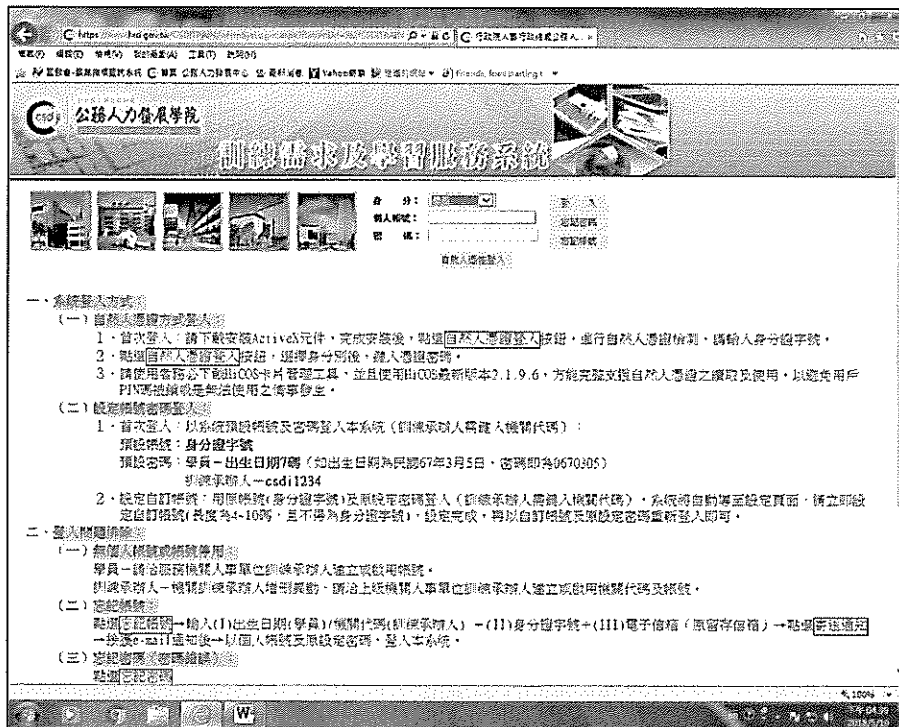 公務人力發展學院
訓練需求及學習服務系統
身 分：
個人帳號：
密 碼：
登 入
忘記密碼
忘記帳號
自然人憑證登入
一、系統登入方式：
（一）自然人憑證方式登入：
1、首次登入：請下載安裝ActiveX元件，完成安裝後，點選自然人憑證登入按鈕，進行自然人憑證檢測，請輸入身分證字號。
2、點選自然人憑證登入按鈕，選擇身分別後，鍵入憑證密碼。
3、請使用者務必下載HiCOS卡片管理工具，並且使用HiCOS最新版本2.1.9.6，方能完整支援自然人憑證之讀取及使用，以避免用戶
PIN碼被鎖或是無法使用之情事發生。
（二）設定帳號密碼登入：
1、首次登入：以系統預設帳號及密碼登入本系統（訓練承辦人需鍵入機關代碼）：
預設帳號：身分證字號
預設密碼：學員－出生日期7碼（如出生日期為民國67年3月5日，密碼即為0670305）
訓練承辦人－csdi1234
2、設定自訂帳號：用原帳號(身分證字號)及原設定密碼登入（訓練承辦人需鍵入機關代碼），系統將自動導至設定頁面，請立即設
定自訂帳號(長度為4~10碼，且不得為身分證字號)，設定完成，再以自訂帳號及原設定密碼重新登入即可。
二、登入問題排除：
（一）無個人帳號或帳號停用：
學員－請洽服務機關人事單位訓練承辦人建立或啟用帳號。
訓練承辦人－機關訓練承辦人增刪異動，請洽上級機關人事單位訓練承辦人建立或啟用機關代碼及帳號。
（二）忘記帳號：
點選忘記帳號→輸入(I)出生日期(學員)/機關代碼(訓練承辦人) +(II)身分證字號+(III)電子信箱（原留存信箱）→點選寄送通知
→接獲e-mail通知後→以個人帳號及原設定密碼，登入本系統。
（三）忘記密碼（密碼錯誤）：
點選忘記密碼
100%